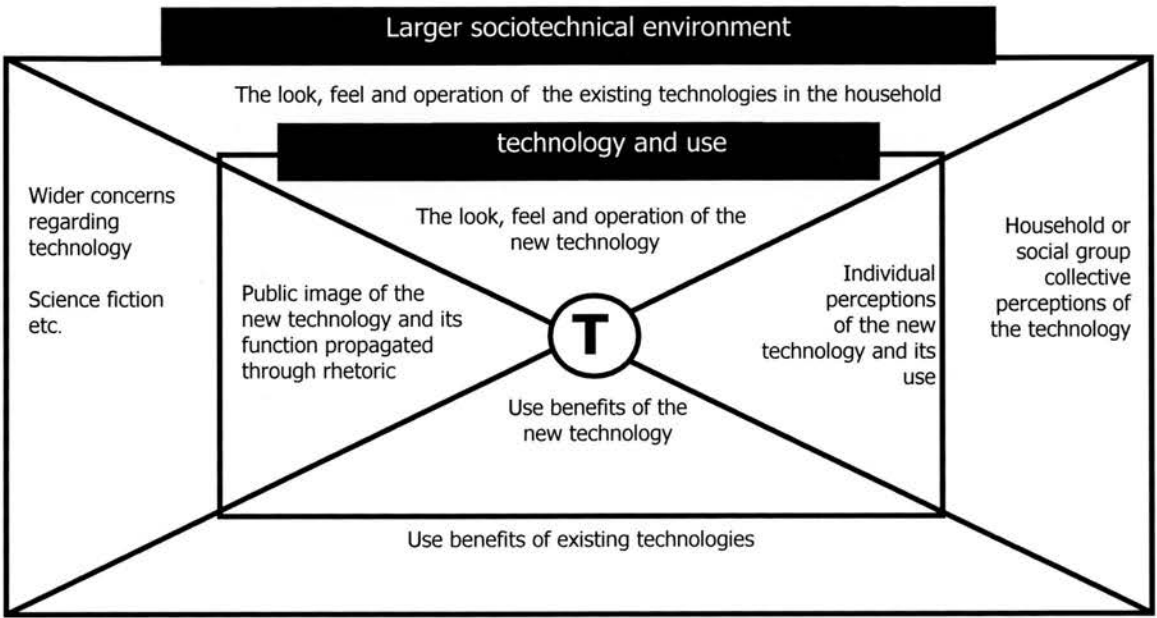 Larger sociotechnical environment
The look, feel and operation of the existing technologies in the household
technology and use
Wider concerns
regarding
technology
Science fiction
etc.
The look, feel and operation of the
new technology
Public image of the
new technology and its
function propagated
through rhetoric
T
Individual
perceptions
of the new
technology and its
use
Household or
social group
collective
perceptions of
the technology
Use benefits of the
new technology
Use benefits of existing technologies